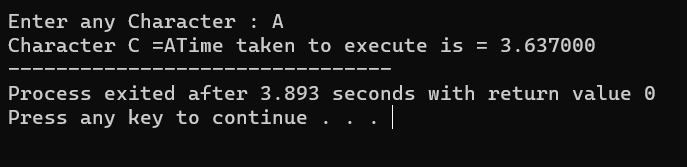 Enter any Character : A
Character C =ATime taken to execute is = 3.637000
--------------------------------
Process exited after 3.893 seconds with return value 0
Press any key to continue . . .